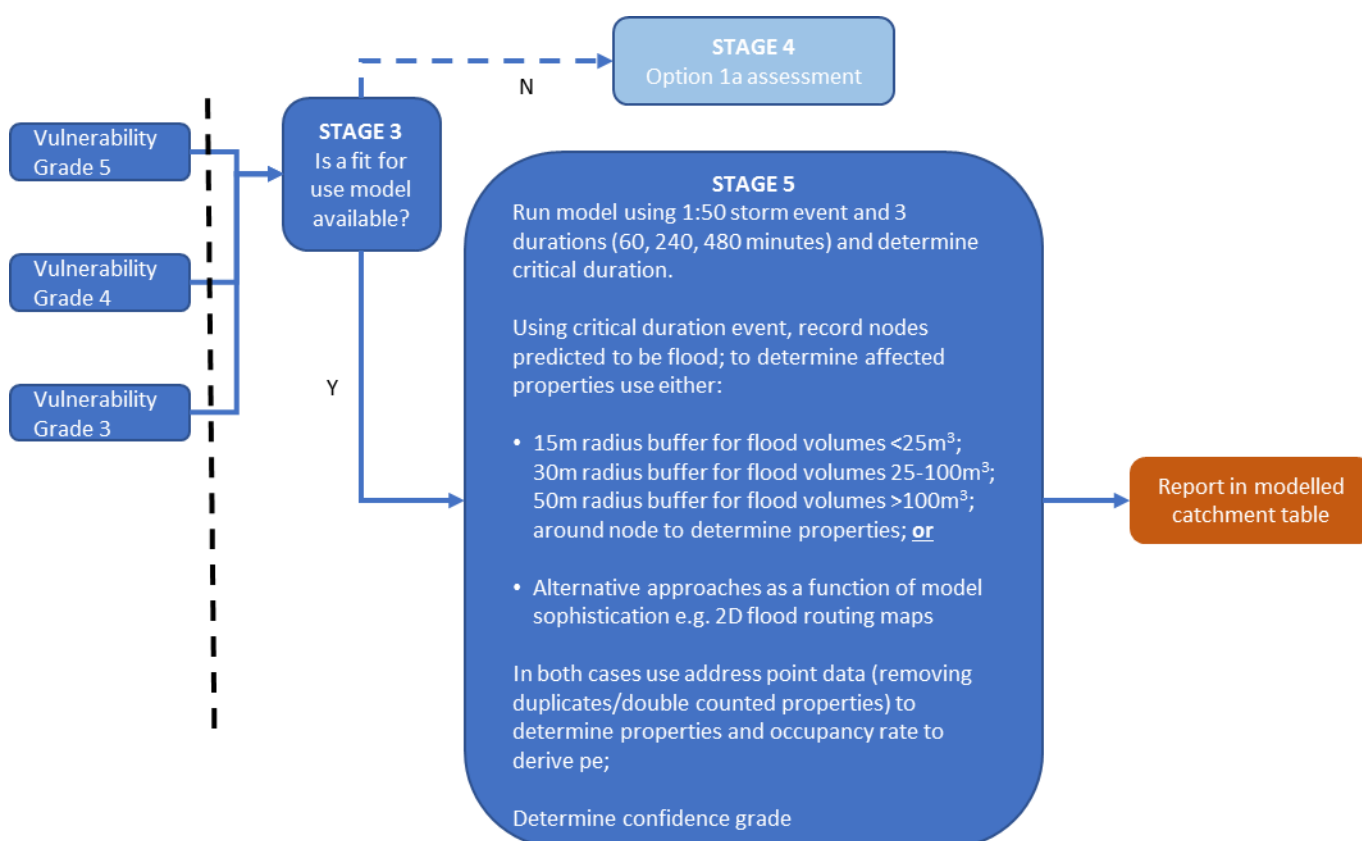 STAGE 4
Option 1a assessment
N
Vulnerability
Grade 5
STAGE 3
Is a fit for
use model
available?
Vulnerability
Grade 4
Vulnerability
Grade 3
Y
STAGE 5
Run model using 1:50 storm event and 3
durations (60, 240, 480 minutes) and determine
critical duration.
Using critical duration event, record nodes
predicted to be flood; to determine affected
properties use either:
• 15m radius buffer for flood volumes <25m³;
30m radius buffer for flood volumes 25-100m³;
50m radius buffer for flood volumes >100m³;
around node to determine properties; or
• Alternative approaches as a function of model
sophistication e.g. 2D flood routing maps
In both cases use address point data (removing
duplicates/double counted properties) to
determine properties and occupancy rate to
derive pe;
Determine confidence grade
Report in modelled
catchment table